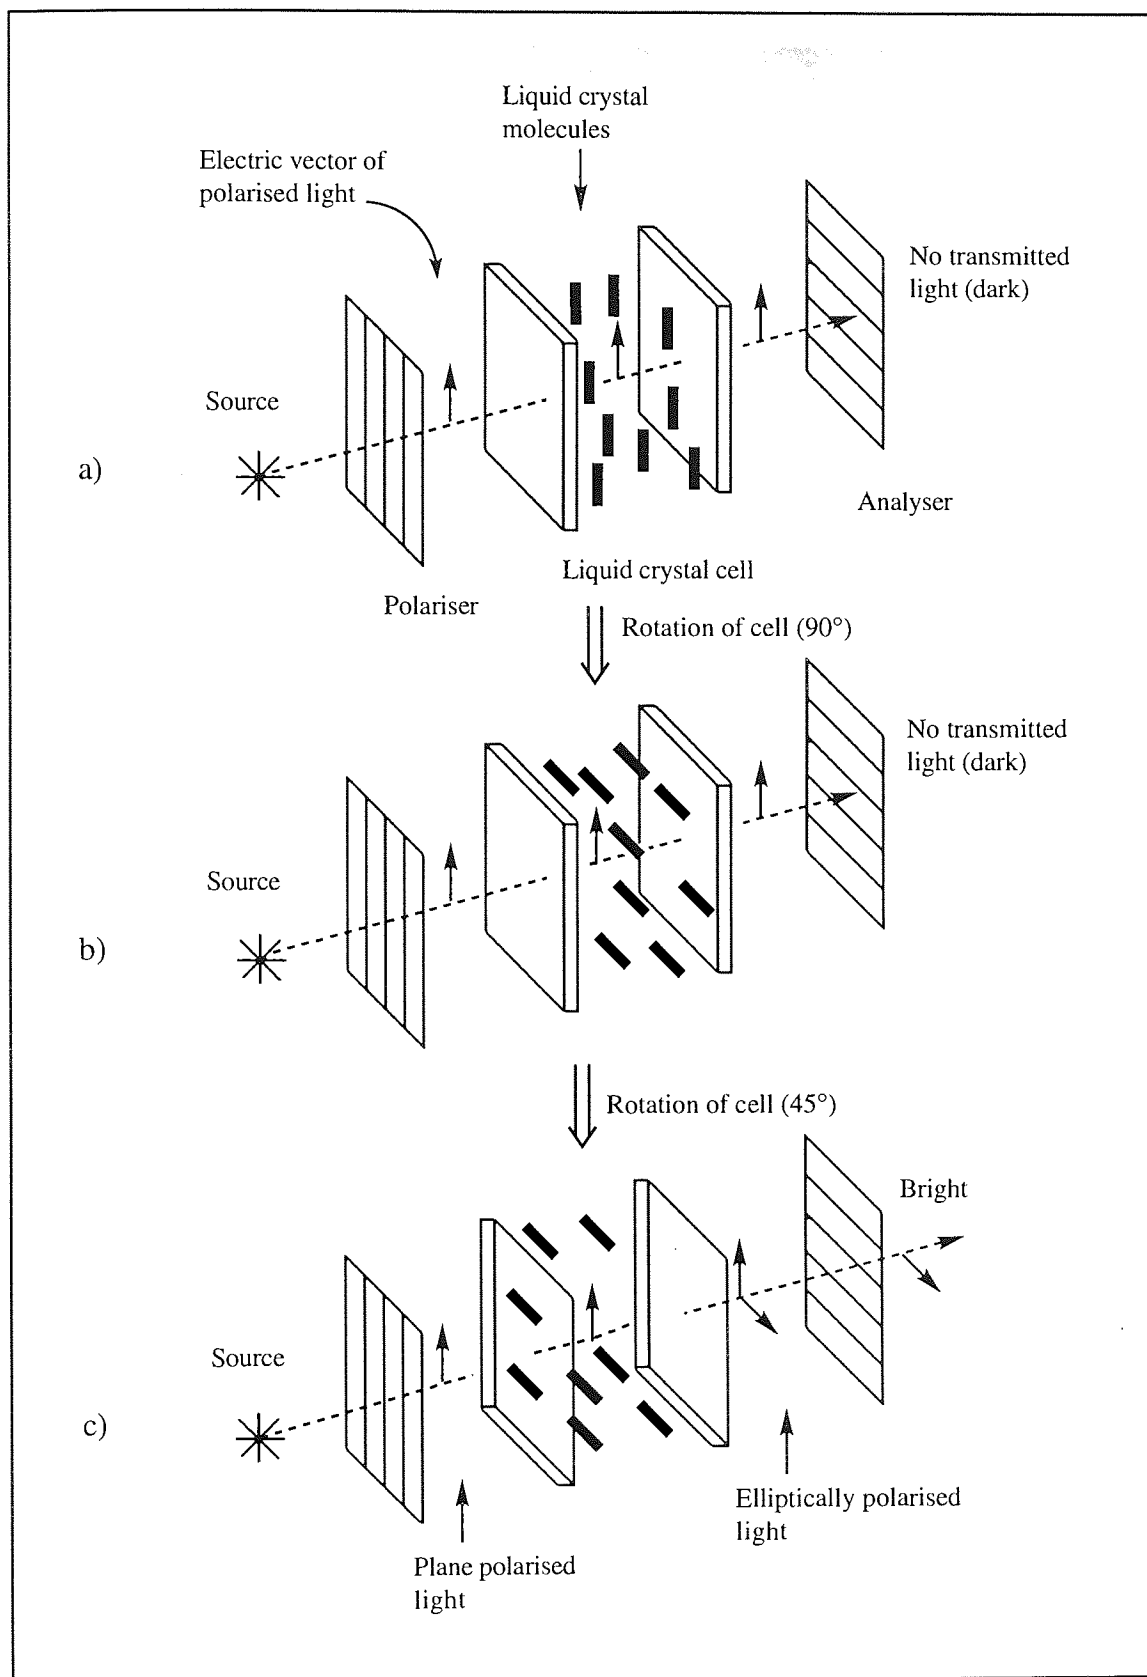 Liquid crystal
molecules
Electric vector of
polarised light
No transmitted
light (dark)
Source
a)
Analyser
Liquid crystal cell
Polariser
Rotation of cell (90°)
No transmitted
light (dark)
Source
b)
Rotation of cell (45°)
Bright
Source
c)
Elliptically polarised
light
Plane polarised
light